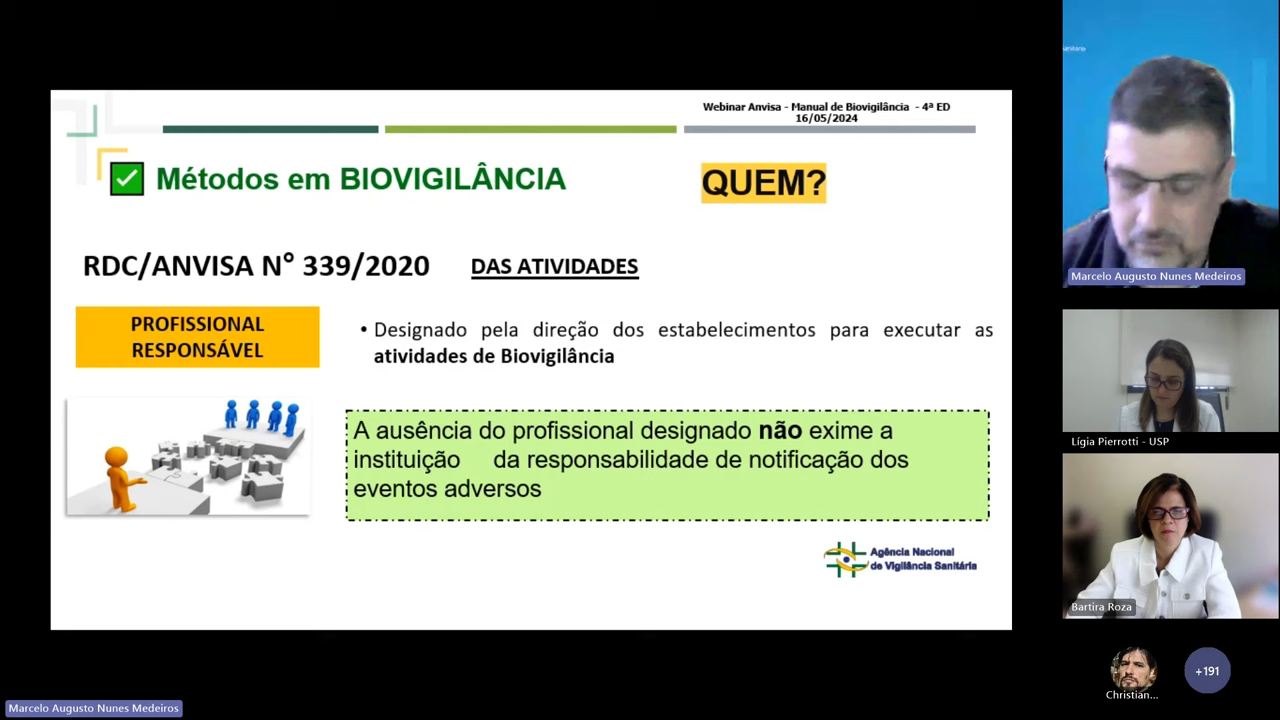 Webinar Anvisa - Manual de Biovigilância - 4ª ED
16/05/2024
Métodos em BIOVIGILÂNCIA
QUEM?
RDC/ANVISA N° 339/2020
DAS ATIVIDADES
PROFISSIONAL
RESPONSÁVEL
• Designado pela direção dos estabelecimentos para executar as
atividades de Biovigilância
A ausência do profissional designado não exime a
instituição da responsabilidade de notificação dos
eventos adversos
Agência Nacional
de Vigilância Sanitária
Marcelo Augusto Nunes Medeiros
Lígia Pierrotti - USP
Bartira Roza
Christian...
+191
Marcelo Augusto Nunes Medeiros